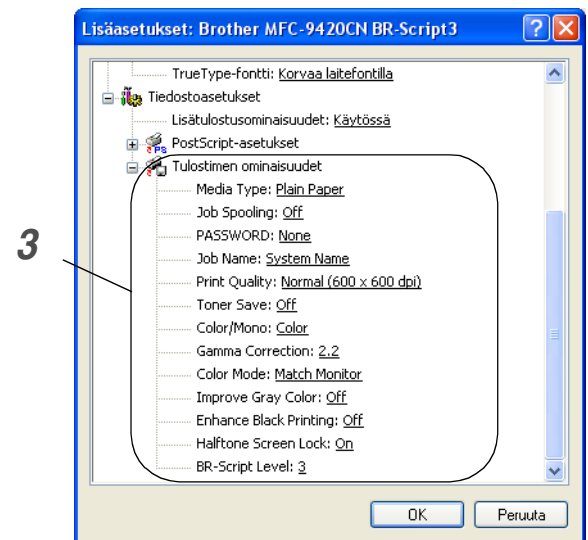 Lisäasetukset: Brother MFC-9420CN BR-Script3
TrueType-fontti: Korvaa laitefontilla
Tiedostoasetukset
Lisätulostusominaisuudet: Käytössä
PostScript-asetukset
Tulostimen ominaisuudet
Media Type: Plain Paper
Job Spooling: Off
PASSWORD: None
Job Name: System Name
Print Quality: Normal (600 x 600 dpi)
Toner Save: Off
Color/Mono: Color
Gamma Correction: 2.2
Color Mode: Match Monitor
Improve Gray Color: Off
Enhance Black Printing: Off
Halftone Screen Lock: On
BR-Script Level: 3
3
OK Peruuta